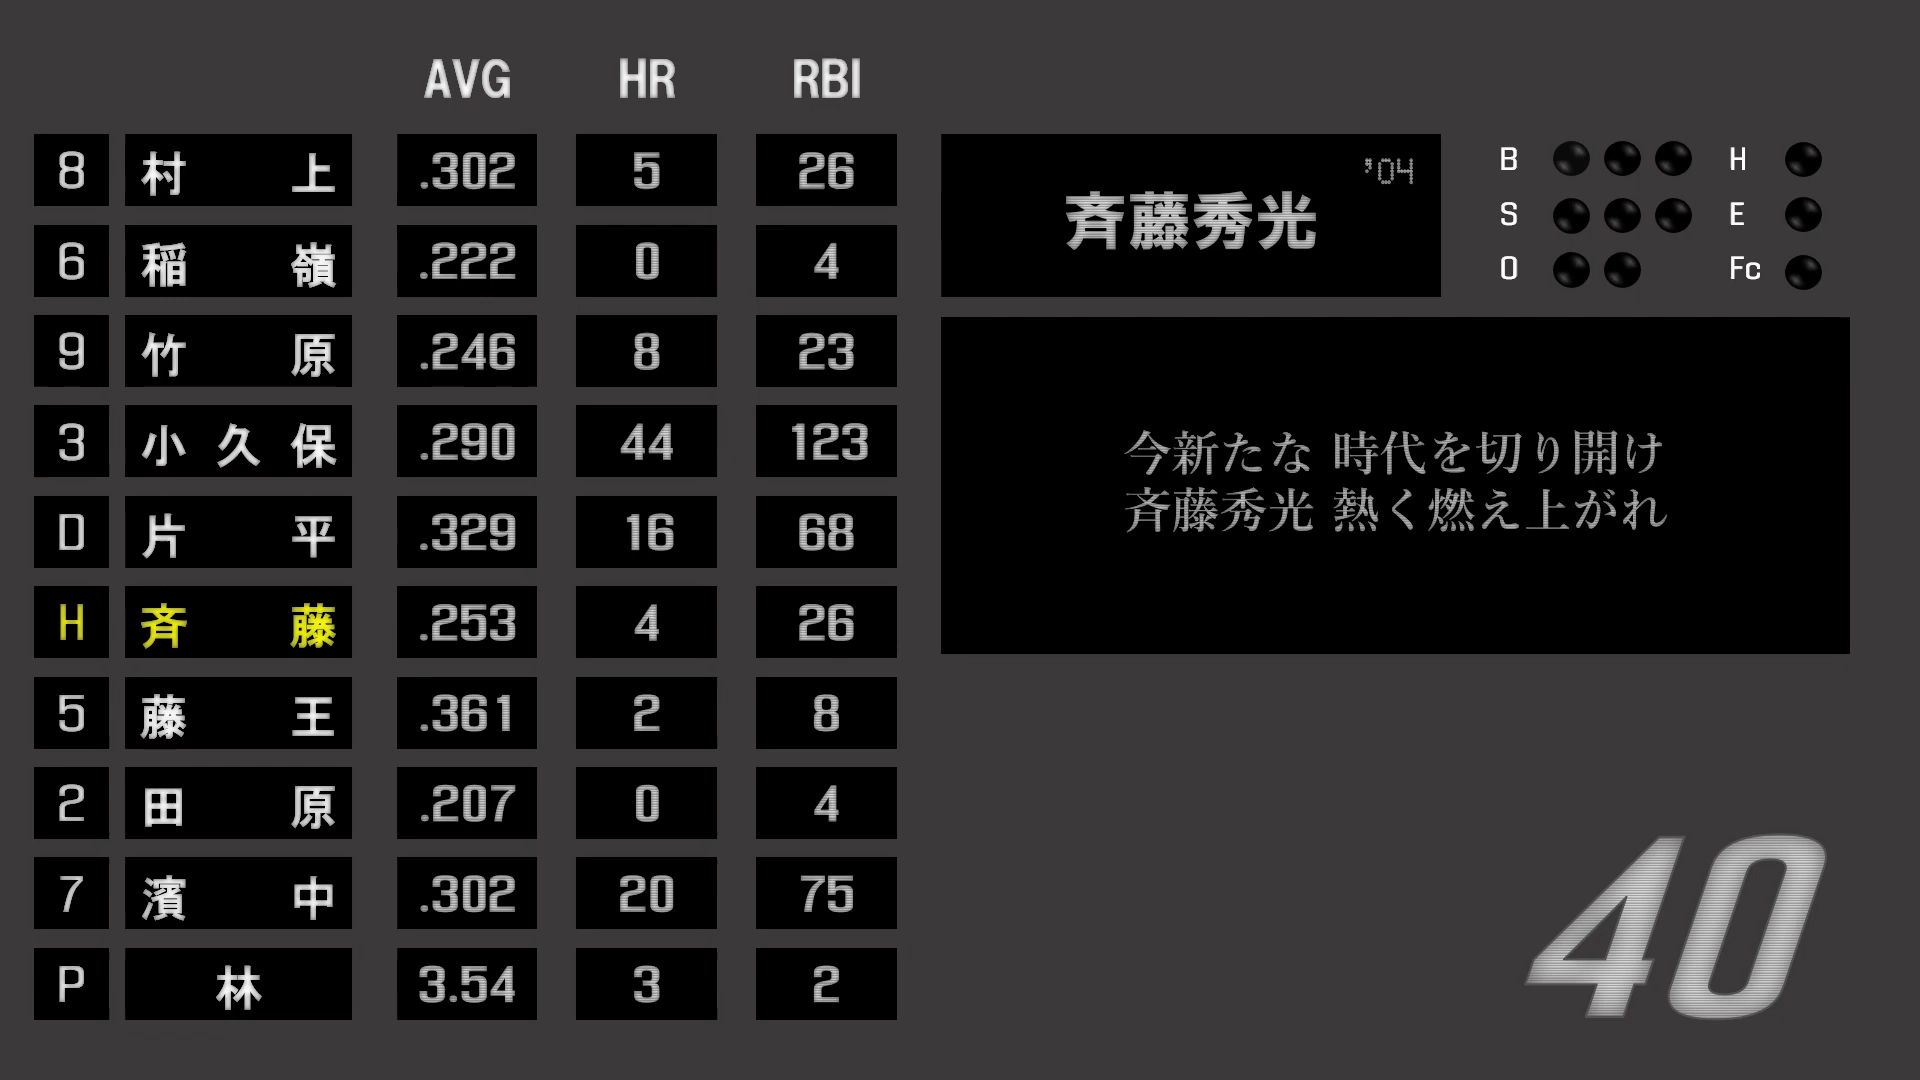 AVG HR RBI
8 村上 .302 5 26
6 稲嶺 .222 0 4
9 竹原 .246 8 23
3 小久保 .290 44 123
D 片平 .329 16 68
H 斉藤 .253 4 26
5 藤王 .361 2 8
2 田原 .207 0 4
7 濱中 .302 20 75
P 林 3.54 3 2
'04
斉藤秀光
B H
S E
O Fc
今新たな 時代を切り開け
斉藤秀光 熱く燃え上がれ
40